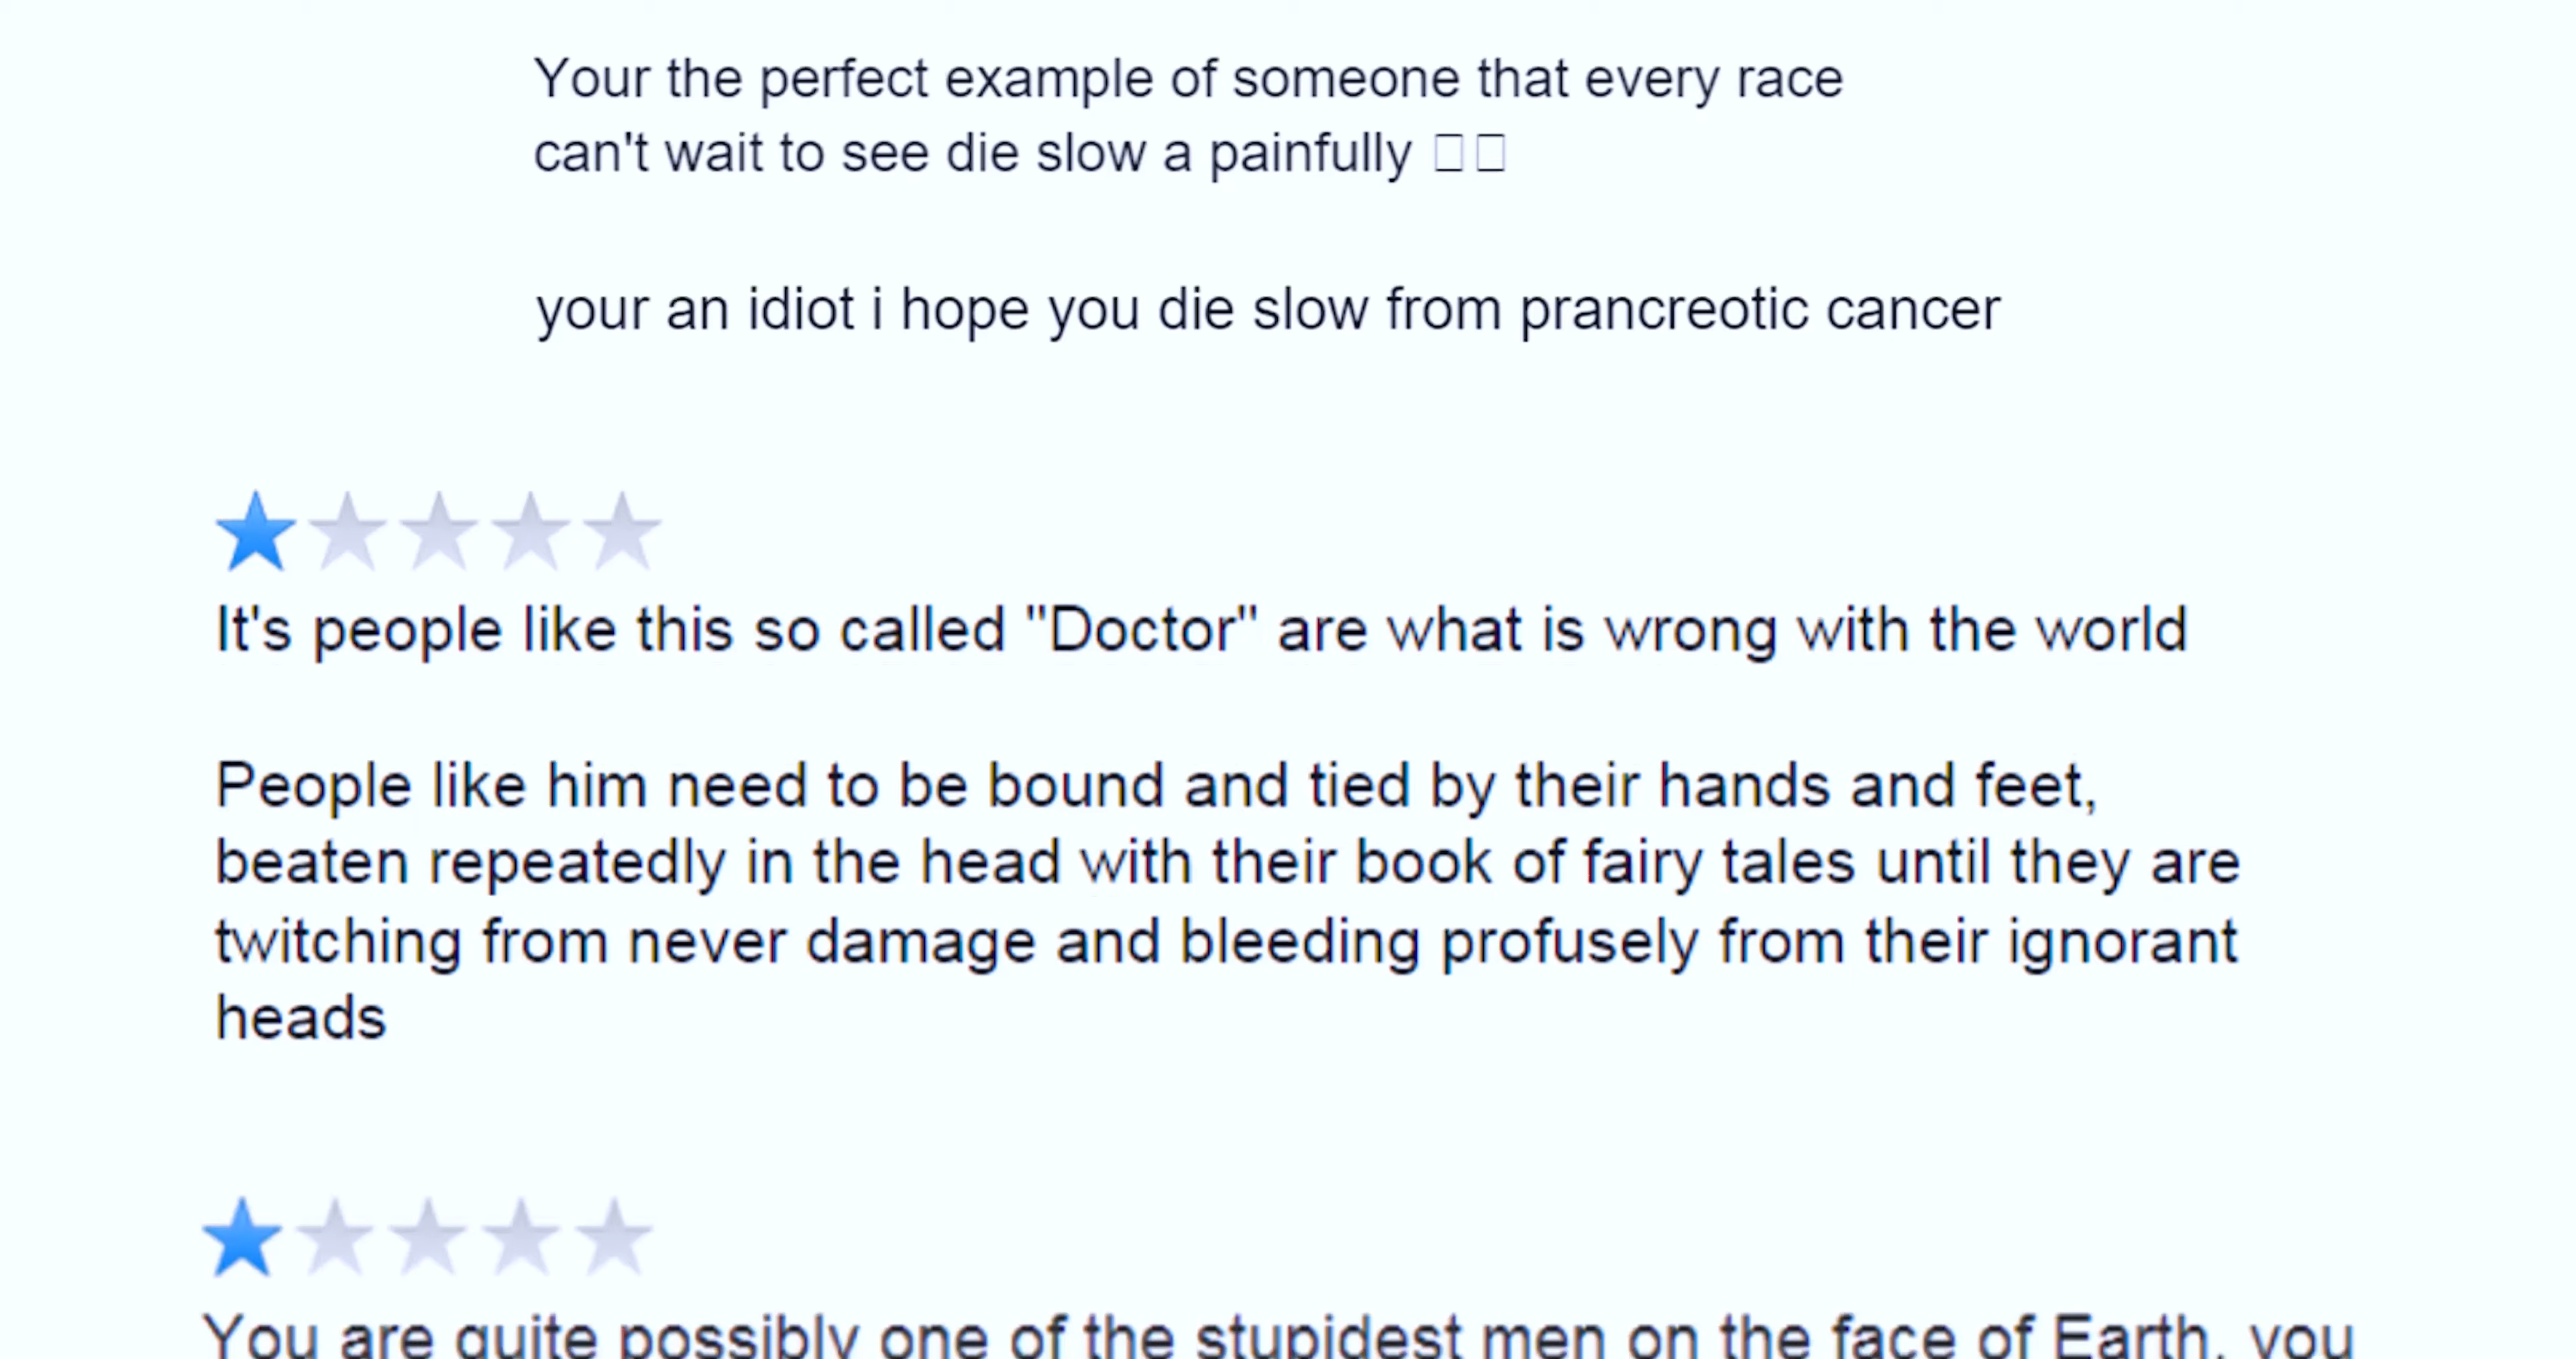 Your the perfect example of someone that every race
can't wait to see die slow a painfully □□
your an idiot i hope you die slow from prancreotic cancer
It's people like this so called "Doctor" are what is wrong with the world
People like him need to be bound and tied by their hands and feet,
beaten repeatedly in the head with their book of fairy tales until they are
twitching from never damage and bleeding profusely from their ignorant
heads
You are quite possibly one of the stupidest men on the face of Earth, you